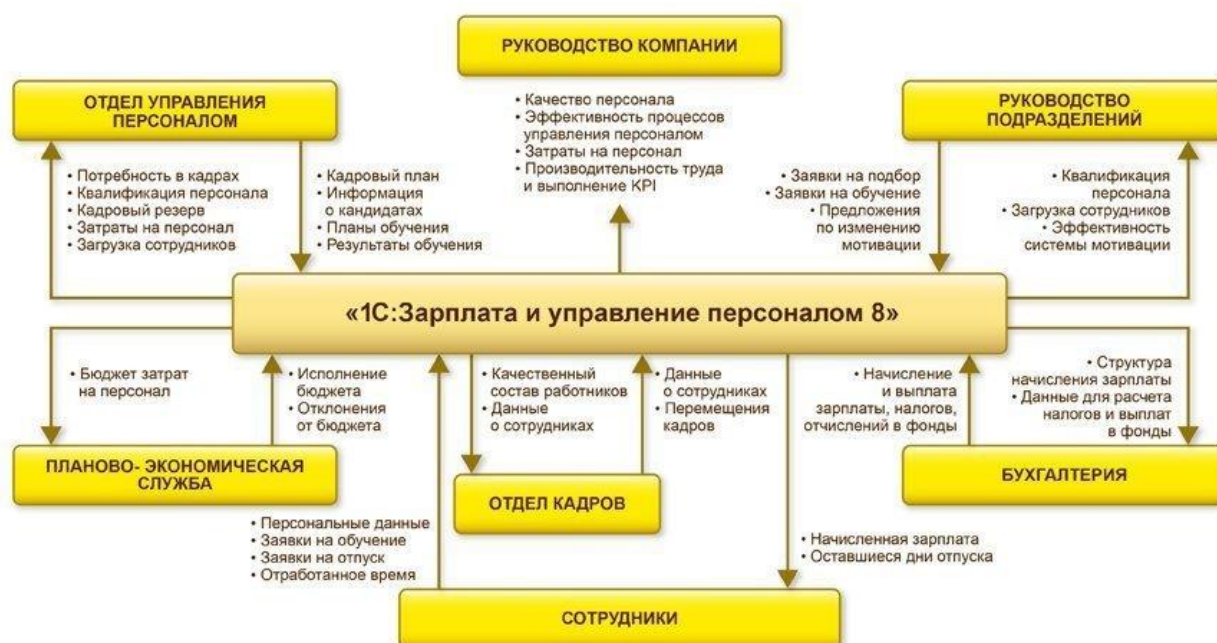 РУКОВОДСТВО КОМПАНИИ
ОТДЕЛ УПРАВЛЕНИЯ
ПЕРСОНАЛОМ
• Качество персонала
• Эффективность процессов
управления персоналом
• Затраты на персонал
• Производительность труда
и выполнение KPI
РУКОВОДСТВО
ПОДРАЗДЕЛЕНИЙ
• Потребность в кадрах
• Квалификация персонала
• Кадровый резерв
• Затраты на персонал
• Загрузка сотрудников
• Кадровый план
• Информация
о кандидатах
• Планы обучения
• Результаты обучения
• Заявки на подбор
• Заявки на обучение
• Предложения
по изменению
мотивации
• Квалификация
персонала
• Загрузка сотрудников
• Эффективность
системы мотивации
«1С:Зарплата и управление персоналом 8»
• Бюджет затрат
на персонал
• Исполнение
бюджета
• Отклонения
от бюджета
• Качественный
состав работников
• Данные
о сотрудниках
• Данные
о сотрудниках
• Перемещения
кадров
• Начисление
и выплата
зарплаты, налогов,
отчислений в фонды
• Структура
начисления зарплаты
• Данные для расчета
налогов и выплат
в фонды
ПЛАНОВО- ЭКОНОМИЧЕСКАЯ
СЛУЖБА
ОТДЕЛ КАДРОВ
БУХГАЛТЕРИЯ
• Персональные данные
• Заявки на обучение
• Заявки на отпуск
• Отработанное время
• Начисленная зарплата
• Оставшиеся дни отпуска
СОТРУДНИКИ